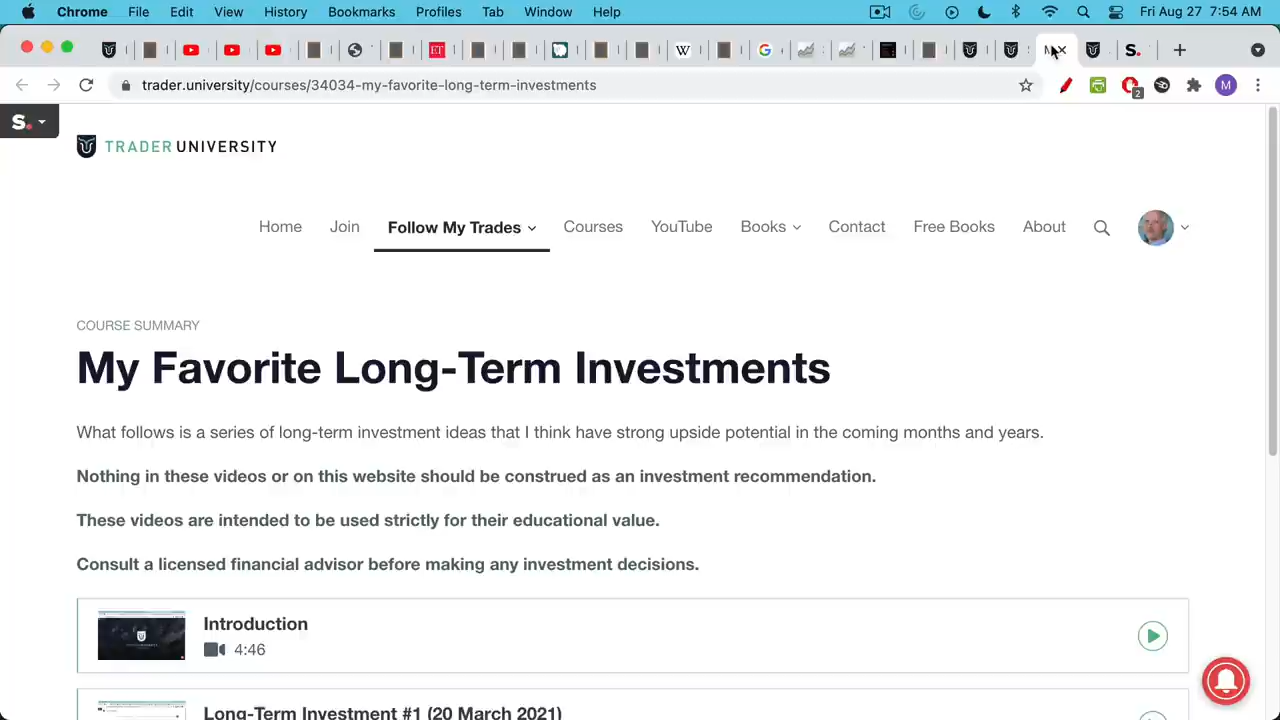 Chrome File Edit View History Bookmarks Profiles Tab Window Help Fri Aug 27 7:54 AM
ET W G S.
trader.university/courses/34034-my-favorite-long-term-investments 2 M
S.
TRADER UNIVERSITY
Home Join Follow My Trades Courses YouTube Books Contact Free Books About
COURSE SUMMARY
My Favorite Long-Term Investments
What follows is a series of long-term investment ideas that I think have strong upside potential in the coming months and years.
Nothing in these videos or on this website should be construed as an investment recommendation.
These videos are intended to be used strictly for their educational value.
Consult a licensed financial advisor before making any investment decisions.
Introduction
4:46
Long-Term Investment #1 (20 March 2021)